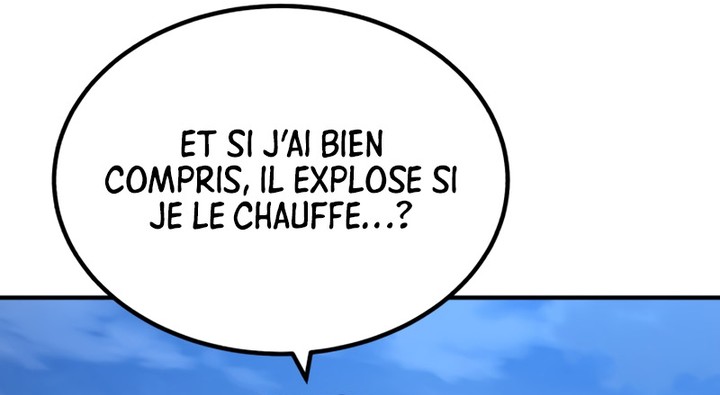 ET SI J'AI BIEN
COMPRIS, IL EXPLOSE SI
JE LE CHAUFFE...?